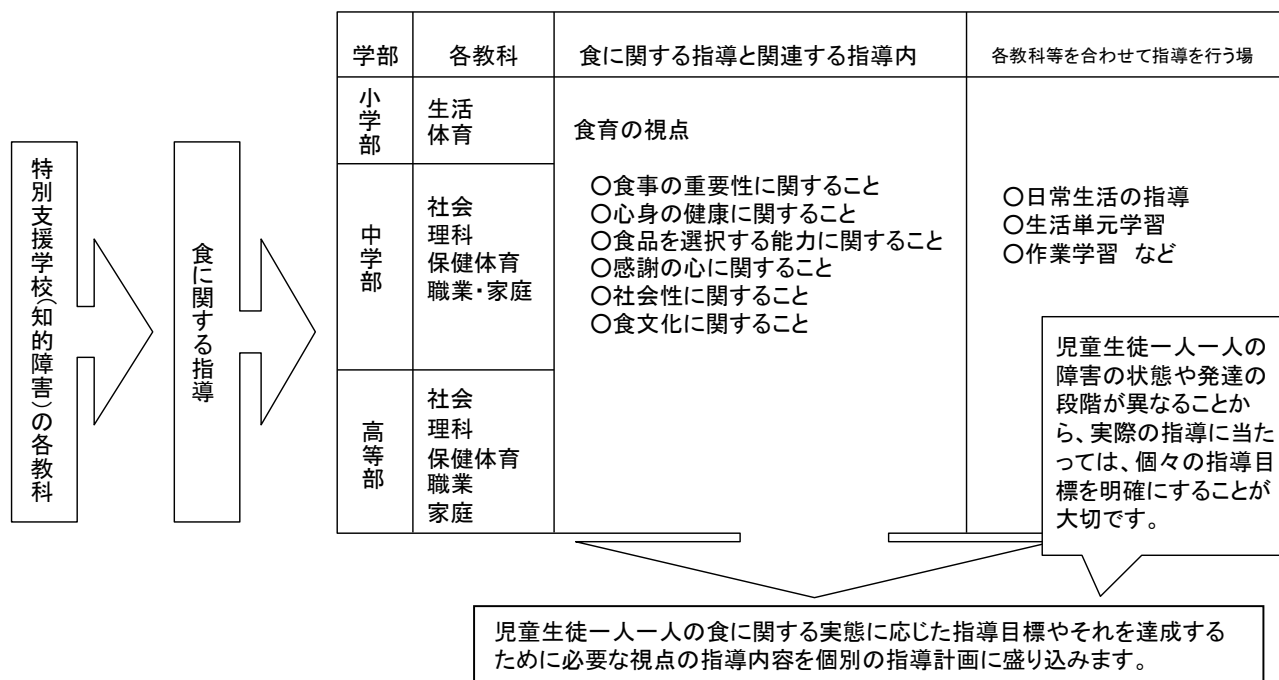 特別支援学校(知的障害)の各教科
食に関する指導
学部
各教科
食に関する指導と関連する指導内
各教科等を合わせて指導を行う場
小学部
生活
体育
食育の視点
〇食事の重要性に関すること
〇心身の健康に関すること
〇食品を選択する能力に関すること
〇感謝の心に関すること
〇社会性に関すること
〇食文化に関すること
〇日常生活の指導
〇生活単元学習
〇作業学習 など
中学部
社会
理科
保健体育
職業・家庭
高等部
社会
理科
保健体育
職業
家庭
児童生徒一人一人の
障害の状態や発達の
段階が異なることか
ら、実際の指導に当た
っては、個々の指導目
標を明確にすることが
大切です。
児童生徒一人一人の食に関する実態に応じた指導目標やそれを達成する
ために必要な視点の指導内容を個別の指導計画に盛り込みます。